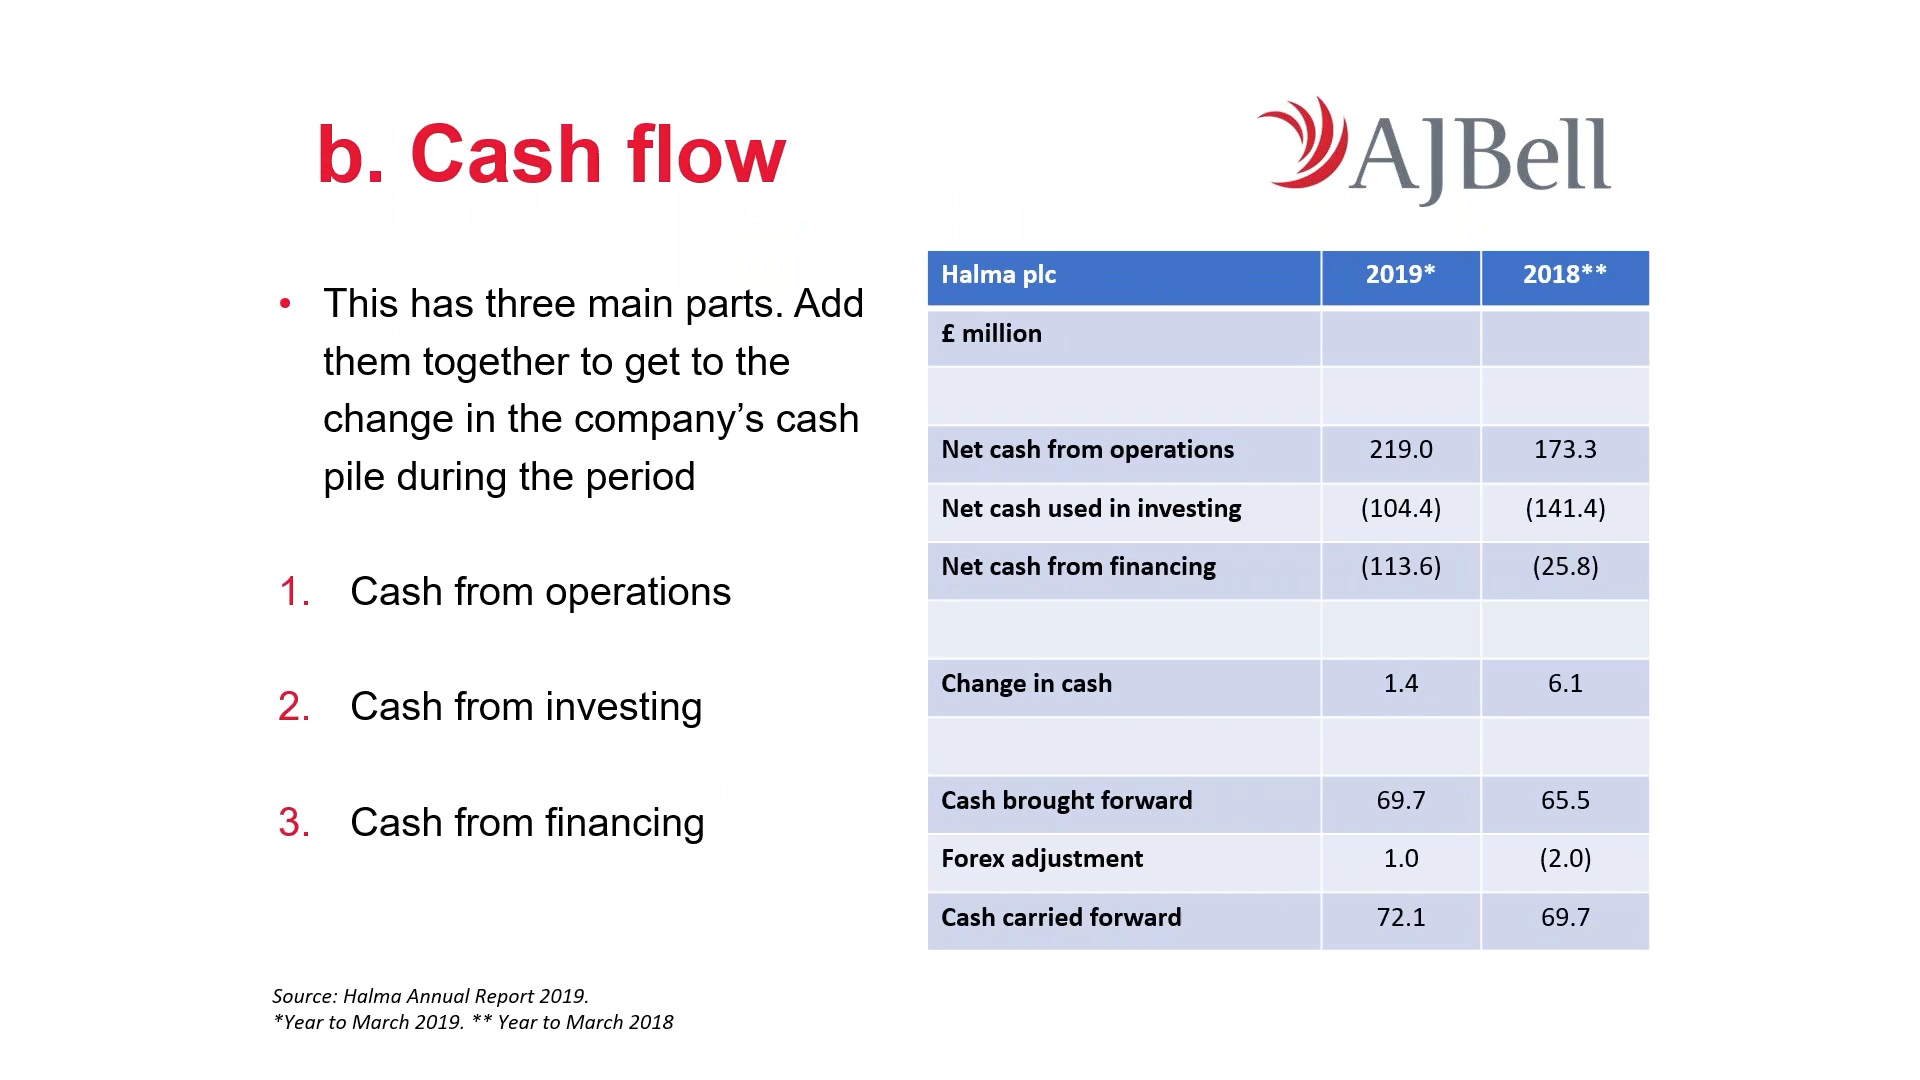 b. Cash flow
AJBell
• This has three main parts. Add
them together to get to the
change in the company’s cash
pile during the period
1. Cash from operations
2. Cash from investing
3. Cash from financing
Halma plc 2019* 2018**
£ million
Net cash from operations 219.0 173.3
Net cash used in investing (104.4) (141.4)
Net cash from financing (113.6) (25.8)
Change in cash 1.4 6.1
Cash brought forward 69.7 65.5
Forex adjustment 1.0 (2.0)
Cash carried forward 72.1 69.7
Source: Halma Annual Report 2019.
*Year to March 2019. ** Year to March 2018